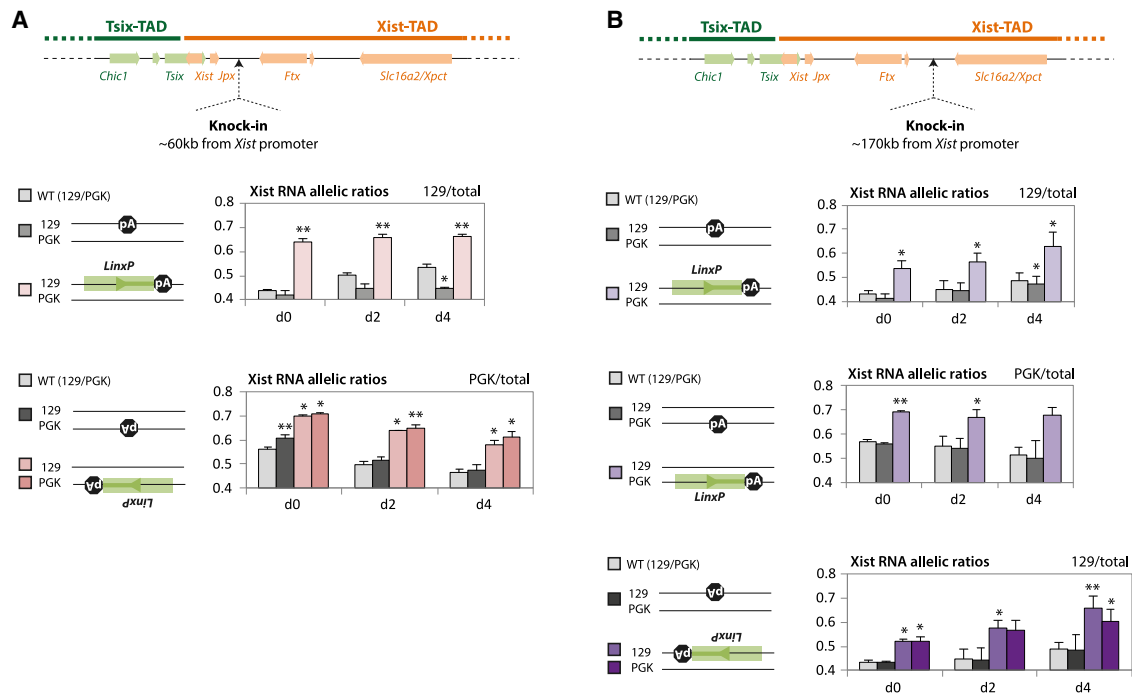 A
Tsix-TAD
Xist-TAD
Chic1
Tsix
Xist
Jpx
Ftx
Slc16a2/Xpct
Knock-in
~60kb from Xist promoter
WT (129/PGK)
129
PGK
pA
LinxP
129
PGK
pA
Xist RNA allelic ratios
129/total
0.8
0.7
0.6
0.5
0.4
**
**
*
**
d0
d2
d4
WT (129/PGK)
129
PGK
pA
129
PGK
pA
LinxP
Xist RNA allelic ratios
PGK/total
0.8
0.7
0.6
0.5
0.4
**
*
*
*
**
*
*
d0
d2
d4
B
Tsix-TAD
Xist-TAD
Chic1
Tsix
Xist
Jpx
Ftx
Slc16a2/Xpct
Knock-in
~170kb from Xist promoter
WT (129/PGK)
129
PGK
pA
LinxP
129
PGK
pA
Xist RNA allelic ratios
129/total
0.8
0.7
0.6
0.5
0.4
*
*
*
*
d0
d2
d4
WT (129/PGK)
129
PGK
pA
129
PGK
pA
LinxP
Xist RNA allelic ratios
PGK/total
0.8
0.7
0.6
0.5
0.4
**
*
d0
d2
d4
WT (129/PGK)
129
PGK
pA
LinxP
129
PGK
pA
Xist RNA allelic ratios
129/total
0.8
0.7
0.6
0.5
0.4
*
*
*
**
*
d0
d2
d4